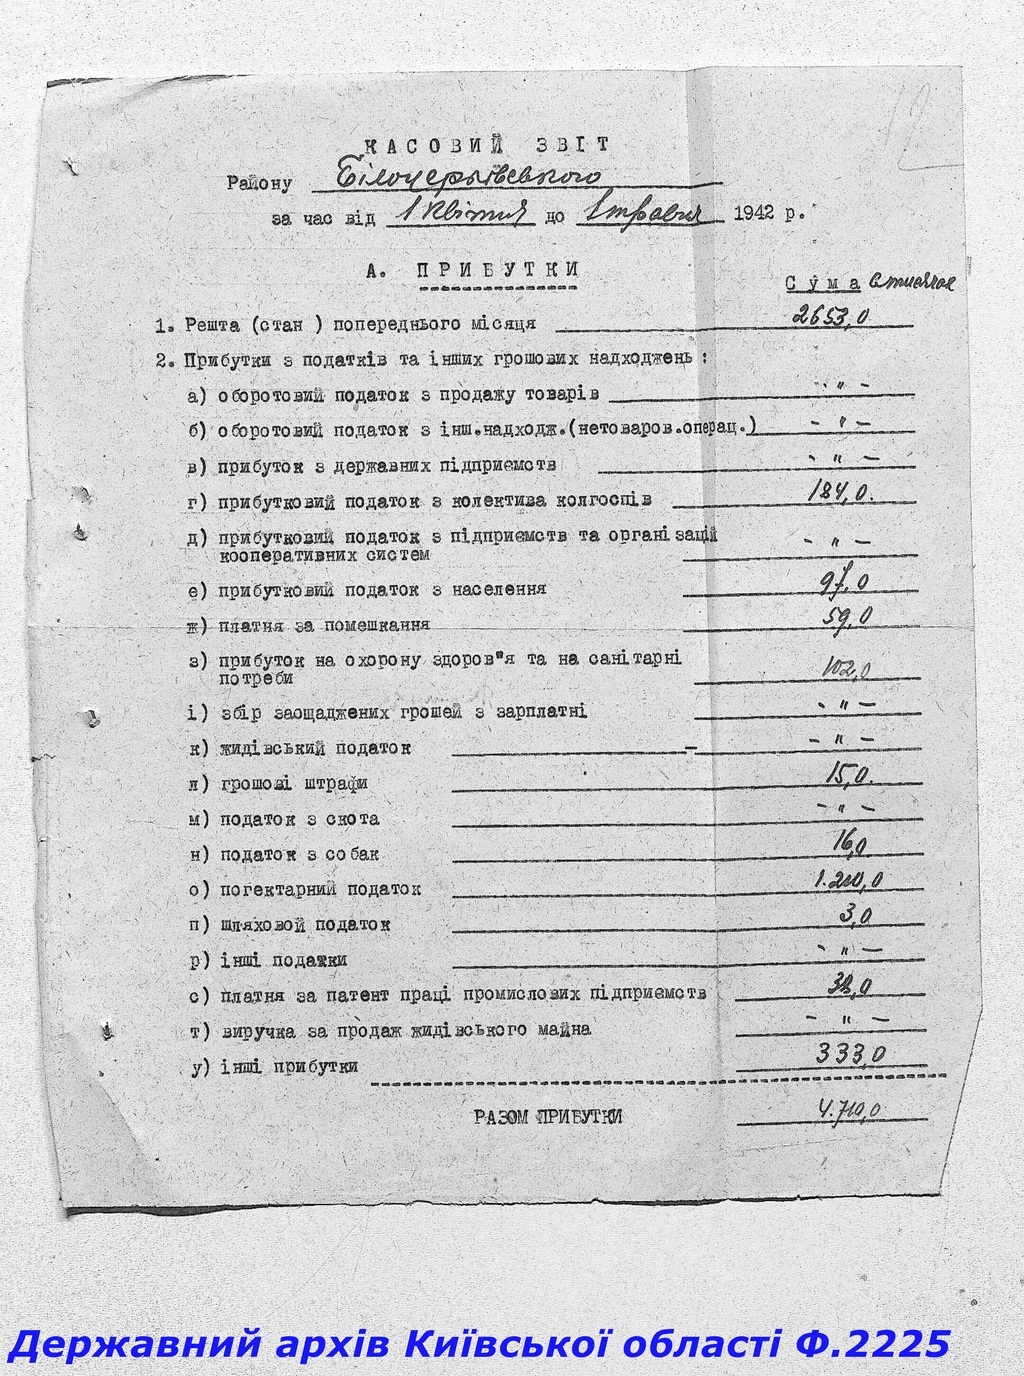 КАСОВИЙ ЗВІТ
Району Білоцерківського
за час від 1 квітня до 1 травня 1942 р.
А. ПРИБУТКИ
Сума в тисячах
1. Решта (стан ) попереднього місяця 2653,0
2. Прибутки з податків та інших грошових надходжень :
а) оборотовий податок з продажу товарів - " -
б) оборотовий податок з інш.надходж.(нетоваров.операц.) - " -
в) прибуток з державних підприємств - " -
г) прибутковий податок з колектива колгоспів 184,0.
д) прибутковий податок з підприємств та організацій
кооперативних систем - " -
е) прибутковий податок з населення 97,0
ж) платня за помешкання 59,0
з) прибуток на охорону здоров"я та на санітарні
потреби 102,0
і) збір заощаджених грошей з зарплатні - " -
к) жидівський податок - - " -
л) грошові штрафи 15,0.
м) податок з скота - " -
н) податок з собак 16,0
о) погектарний податок 1.210,0
п) шляховой податок 3,0
р) інші подажки - " -
с) платня за патент праці промислових підприємств 38,0
т) виручка за продаж жидівського майна - " -
у) інші прибутки 333,0
РАЗОМ ПРИБУТКИ 4.710,0
Державний архів Київської області Ф.2225